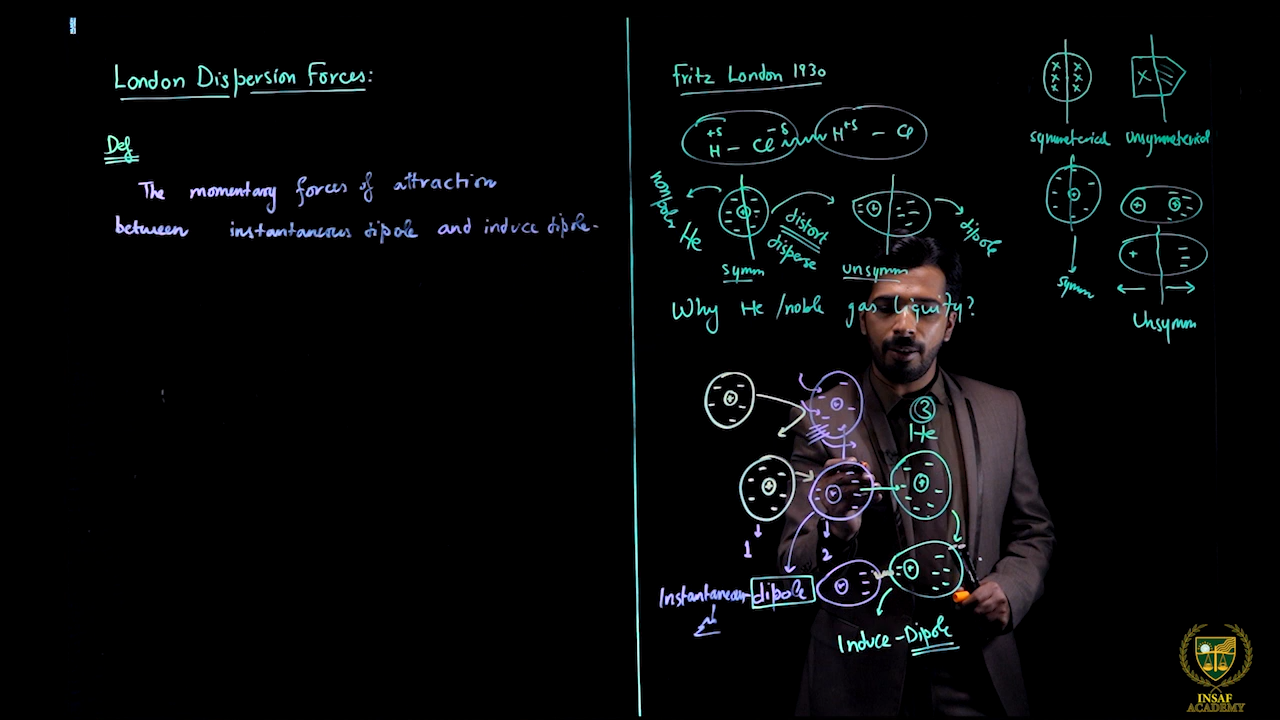 London Dispersion Forces:
Def
The momentary forces of attraction
between instantaneous dipole and induce dipole.
Fritz London 1930
+δ -δ
H - Cl
H+δ - Cl
symmeterical
unsymmeterical
nonpolar He
distort
disperse
dipole
symm
unsymm
symm
Unsymm
Why He /noble gas liquify?
3
He
1
2
Instantaneous-dipole
Induce-Dipole
INSAF
ACADEMY